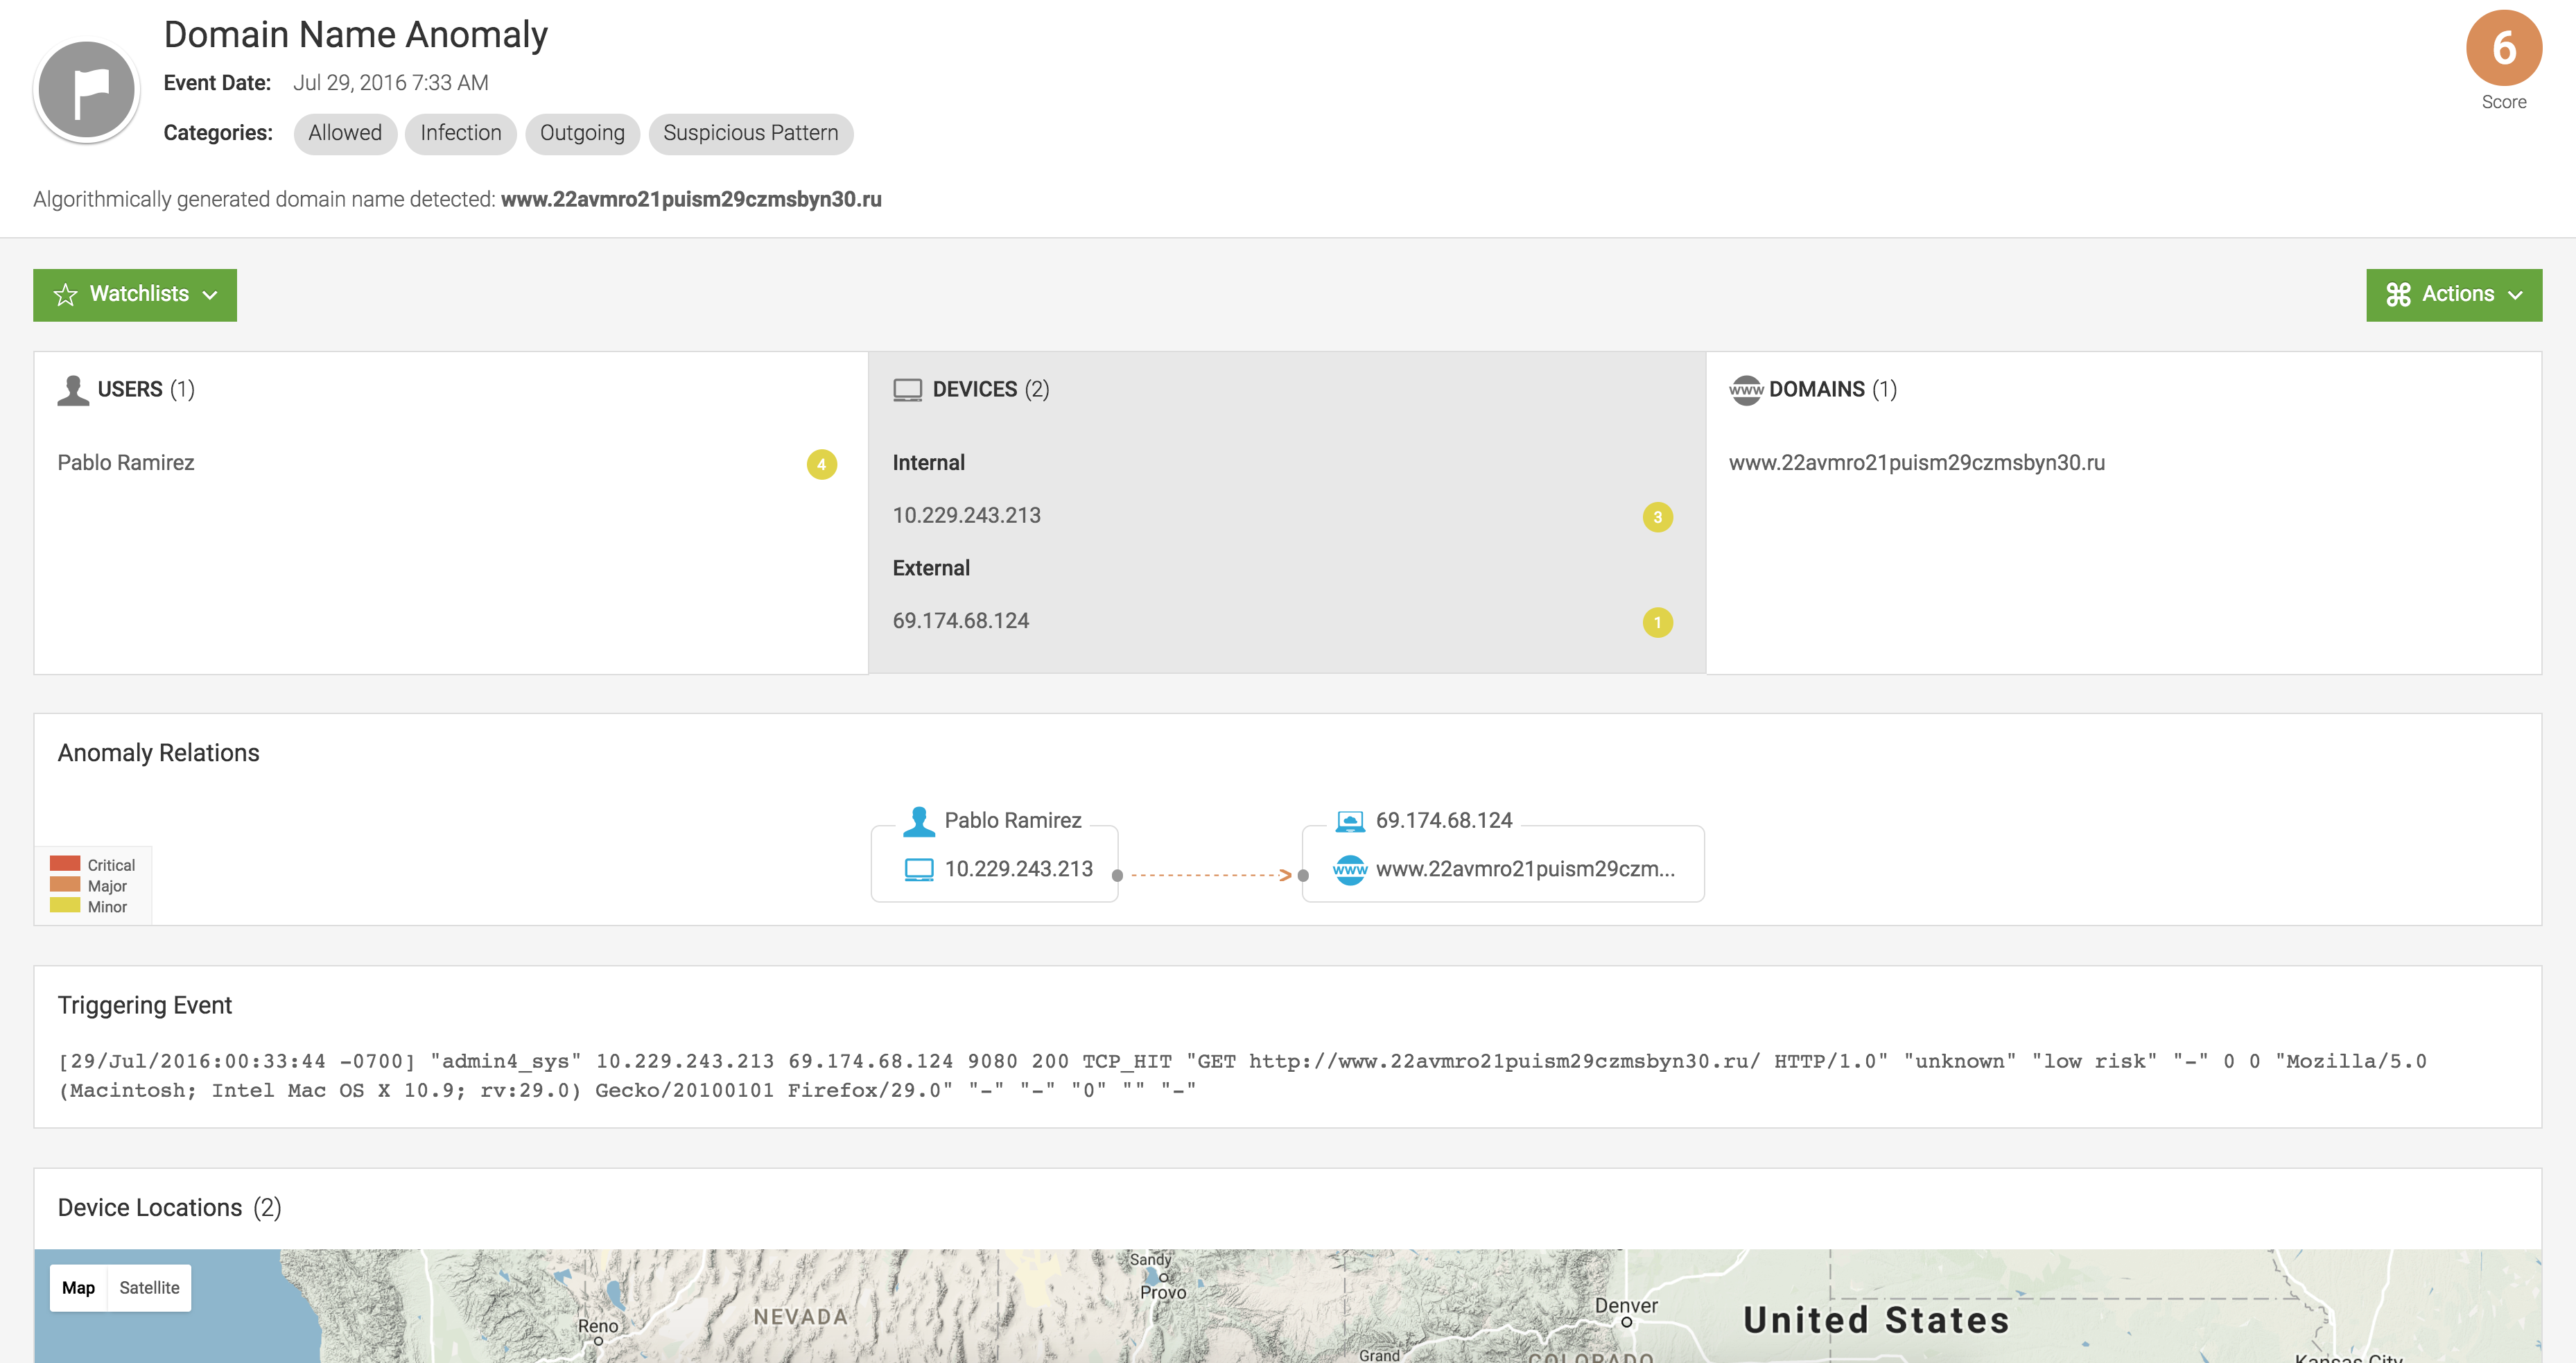 Domain Name Anomaly
Event Date: Jul 29, 2016 7:33 AM
Categories: Allowed Infection Outgoing Suspicious Pattern
6
Score
Algorithmically generated domain name detected: www.22avmro21puism29czmsbyn30.ru
Watchlists
Actions
USERS (1)
Pablo Ramirez 4
DEVICES (2)
Internal
10.229.243.213 3
External
69.174.68.124 1
www DOMAINS (1)
www.22avmro21puism29czmsbyn30.ru
Anomaly Relations
Critical
Major
Minor
Pablo Ramirez
10.229.243.213
69.174.68.124
www www.22avmro21puism29czm...
Triggering Event
[29/Jul/2016:00:33:44 -0700] "admin4_sys" 10.229.243.213 69.174.68.124 9080 200 TCP_HIT "GET http://www.22avmro21puism29czmsbyn30.ru/ HTTP/1.0" "unknown" "low risk" "-" 0 0 "Mozilla/5.0
(Macintosh; Intel Mac OS X 10.9; rv:29.0) Gecko/20100101 Firefox/29.0" "-" "-" "0" "" "-"
Device Locations (2)
Map Satellite
Sandy
Provo
Reno
NEVADA
Denver
United States
Grand
COLORADO
Kansas City